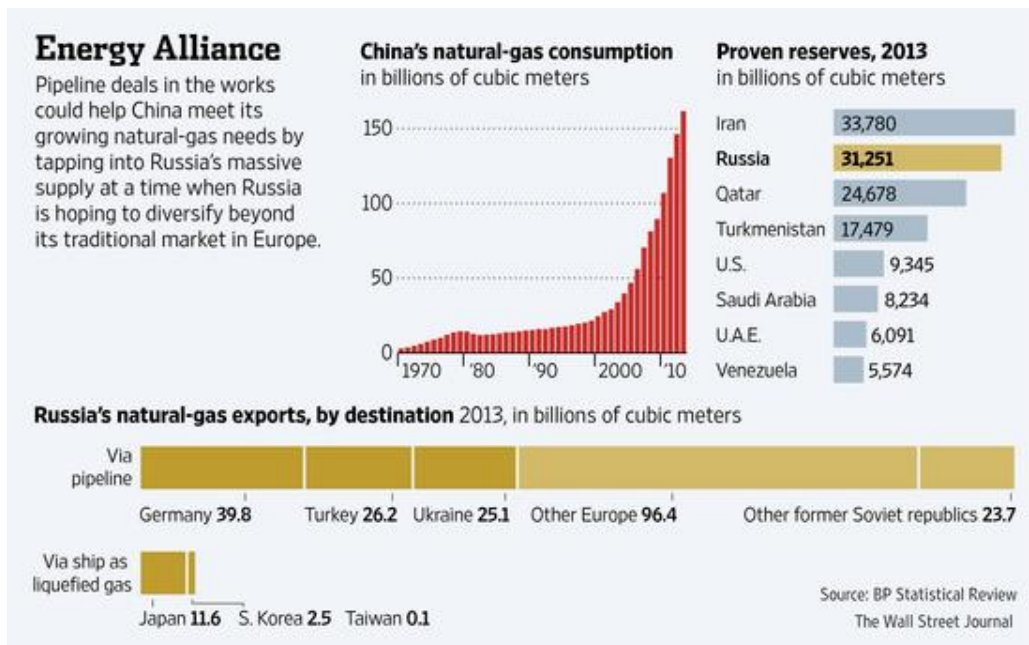 Energy Alliance
Pipeline deals in the works
could help China meet its
growing natural-gas needs by
tapping into Russia's massive
supply at a time when Russia
is hoping to diversify beyond
its traditional market in Europe.
China's natural-gas consumption
in billions of cubic meters
150
100
50
0
1970 '80 '90 2000 '10
Proven reserves, 2013
in billions of cubic meters
Iran 33,780
Russia 31,251
Qatar 24,678
Turkmenistan 17,479
U.S. 9,345
Saudi Arabia 8,234
U.A.E. 6,091
Venezuela 5,574
Russia's natural-gas exports, by destination 2013, in billions of cubic meters
Via
pipeline
Germany 39.8 Turkey 26.2 Ukraine 25.1 Other Europe 96.4 Other former Soviet republics 23.7
Via ship as
liquefied gas
Japan 11.6 S. Korea 2.5 Taiwan 0.1
Source: BP Statistical Review
The Wall Street Journal